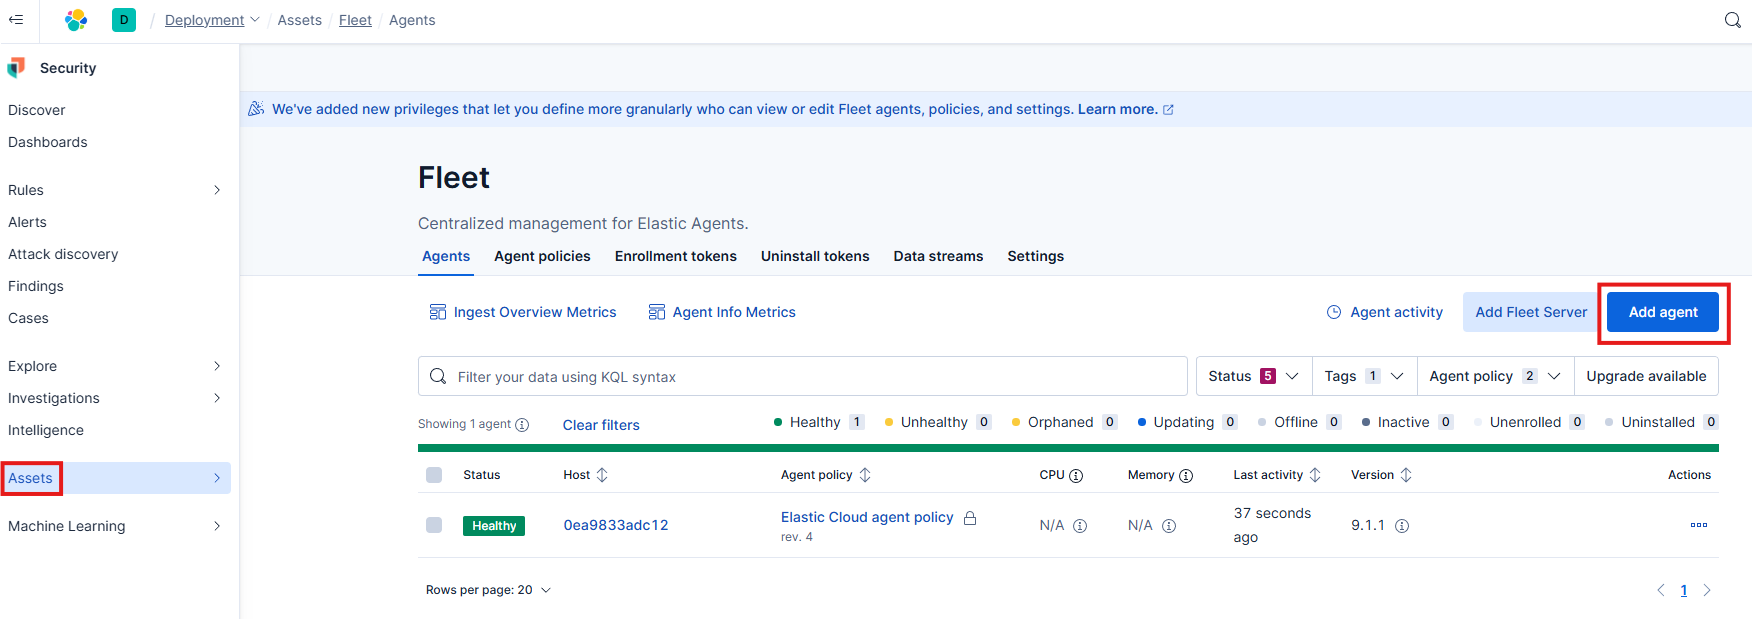 D / Deployment / Assets / Fleet / Agents
Security
Discover
Dashboards
Rules
Alerts
Attack discovery
Findings
Cases
Explore
Investigations
Intelligence
Assets
Machine Learning
We've added new privileges that let you define more granularly who can view or edit Fleet agents, policies, and settings. Learn more.
Fleet
Centralized management for Elastic Agents.
Agents Agent policies Enrollment tokens Uninstall tokens Data streams Settings
Ingest Overview Metrics Agent Info Metrics Agent activity Add Fleet Server Add agent
Filter your data using KQL syntax Status 5 Tags 1 Agent policy 2 Upgrade available
Showing 1 agent Clear filters Healthy 1 Unhealthy 0 Orphaned 0 Updating 0 Offline 0 Inactive 0 Unenrolled 0 Uninstalled 0
Status Host Agent policy CPU Memory Last activity Version Actions
Healthy 0ea9833adc12 Elastic Cloud agent policy N/A N/A 37 seconds 9.1.1
rev. 4 ago
Rows per page: 20 1